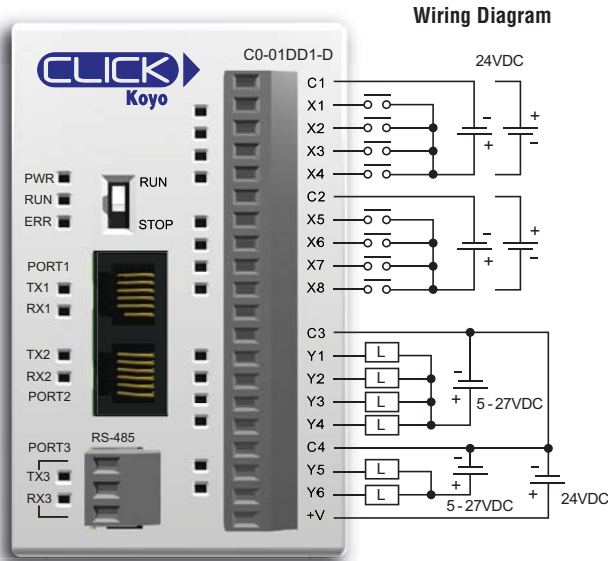 Wiring Diagram
CLICK
Koyo
C0-01DD1-D
24VDC
C1
X1
X2
X3
X4
C2
X5
X6
X7
X8
- + + -
- + + -
PWR
RUN
ERR
RUN
STOP
PORT1
TX1
RX1
TX2
RX2
PORT2
PORT3
RS-485
TX3
RX3
C3
Y1 L
Y2 L
Y3 L
Y4 L
- +
5-27VDC
C4
Y5 L
Y6 L
+V
- +
5-27VDC
- +
24VDC